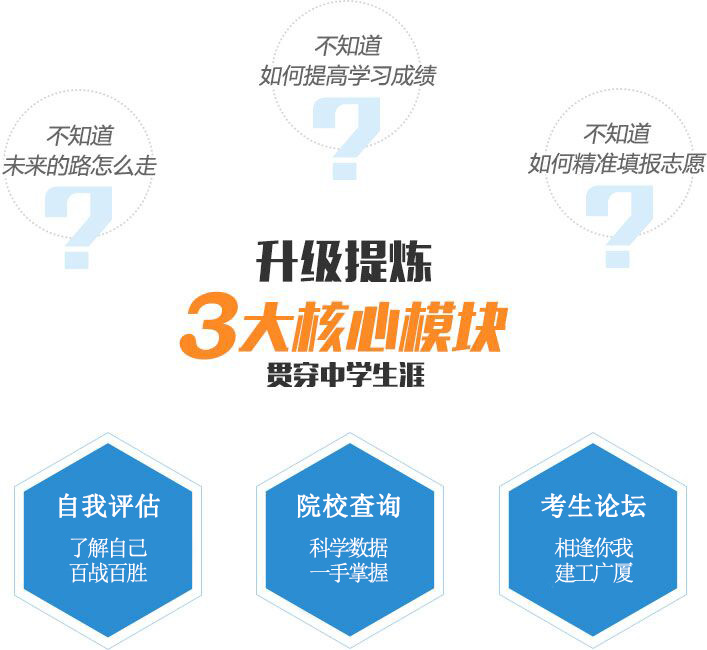 不知道
如何提高学习成绩
?
不知道
未来的路怎么走
?
不知道
如何精准填报志愿
?
升级提炼
3大核心模块
贯穿中学生涯
自我评估
了解自己
百战百胜
院校查询
科学数据
一手掌握
考生论坛
相逢你我
建工广厦